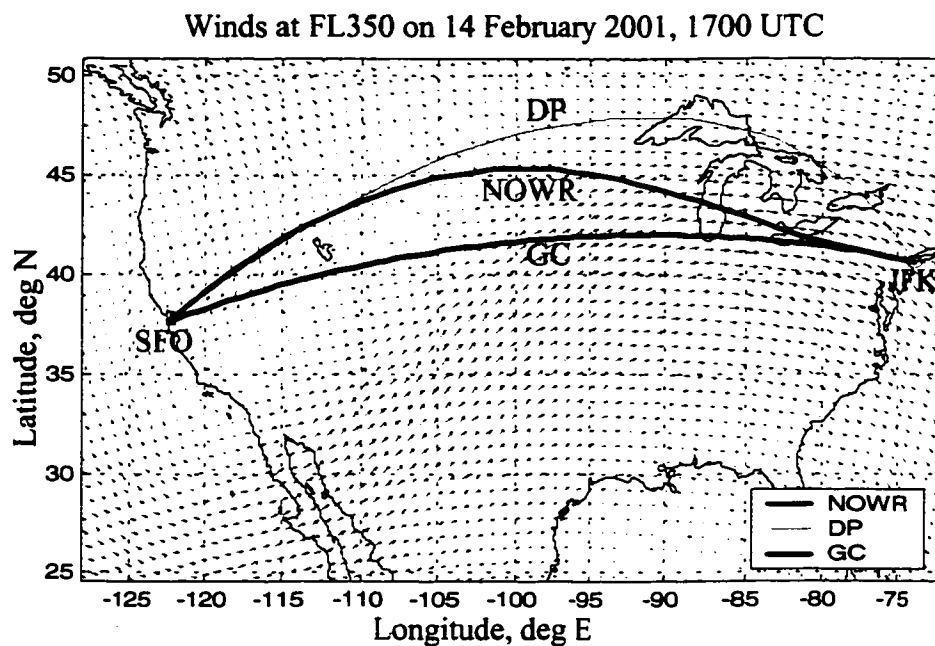 Winds at FL350 on 14 February 2001, 1700 UTC
50
45
40
35
30
25
Latitude, deg N
DP
NOWR
GC
SFO
JFK
NOWR
DP
GC
-125 -120 -115 -110 -105 -100 -95 -90 -85 -80 -75
Longitude, deg E